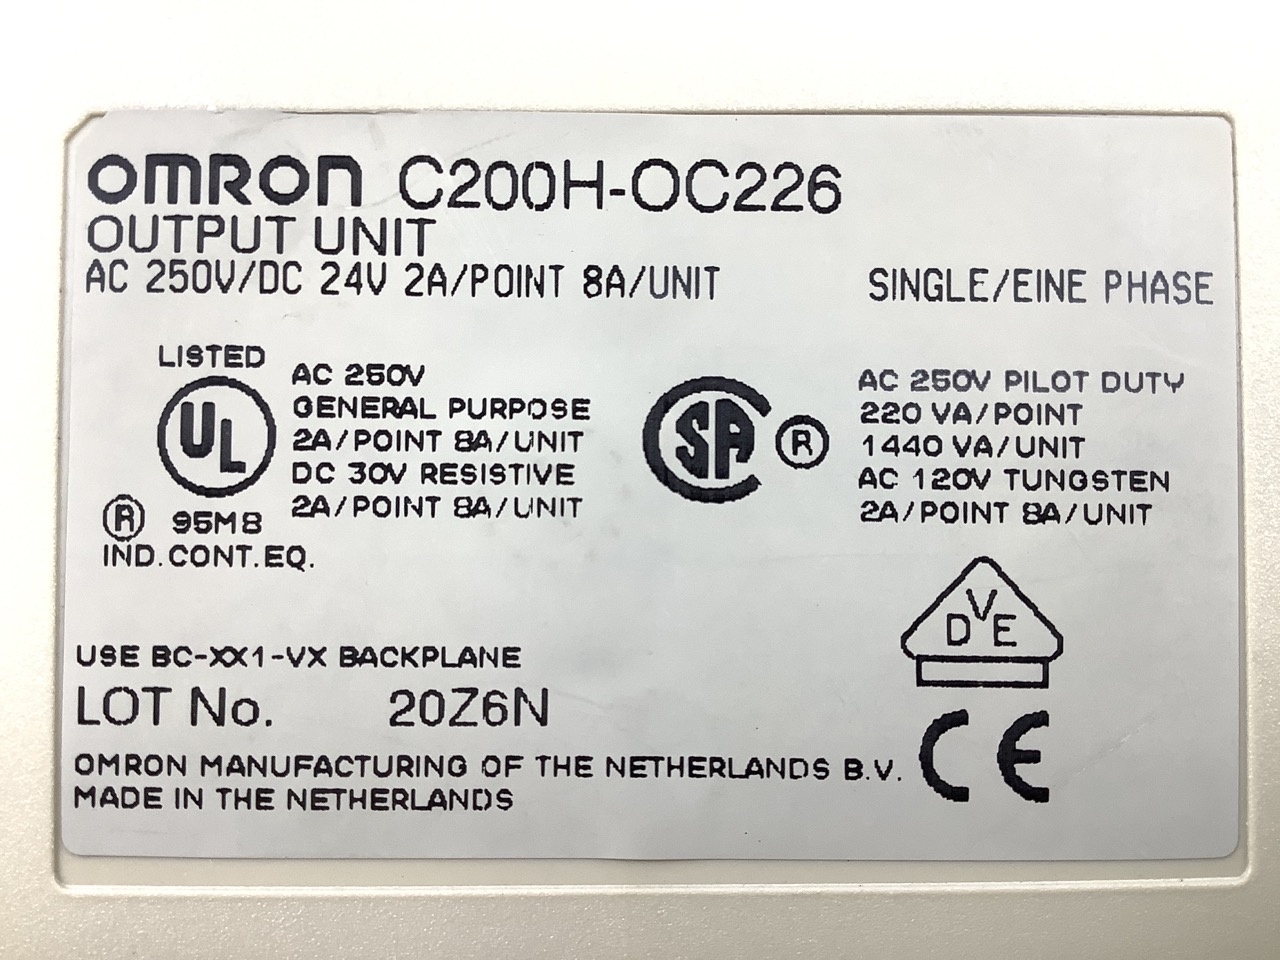 OMRON C200H-OC226
OUTPUT UNIT
AC 250V/DC 24V 2A/POINT 8A/UNIT SINGLE/EINE PHASE
LISTED
UL
® 95M8
IND.CONT.EQ.
AC 250V
GENERAL PURPOSE
2A/POINT 8A/UNIT
DC 30V RESISTIVE
2A/POINT 8A/UNIT
SA ®
AC 250V PILOT DUTY
220 VA/POINT
1440 VA/UNIT
AC 120V TUNGSTEN
2A/POINT 8A/UNIT
DVE
USE BC-XX1-VX BACKPLANE
LOT No. 20Z6N
CE
OMRON MANUFACTURING OF THE NETHERLANDS B.V.
MADE IN THE NETHERLANDS